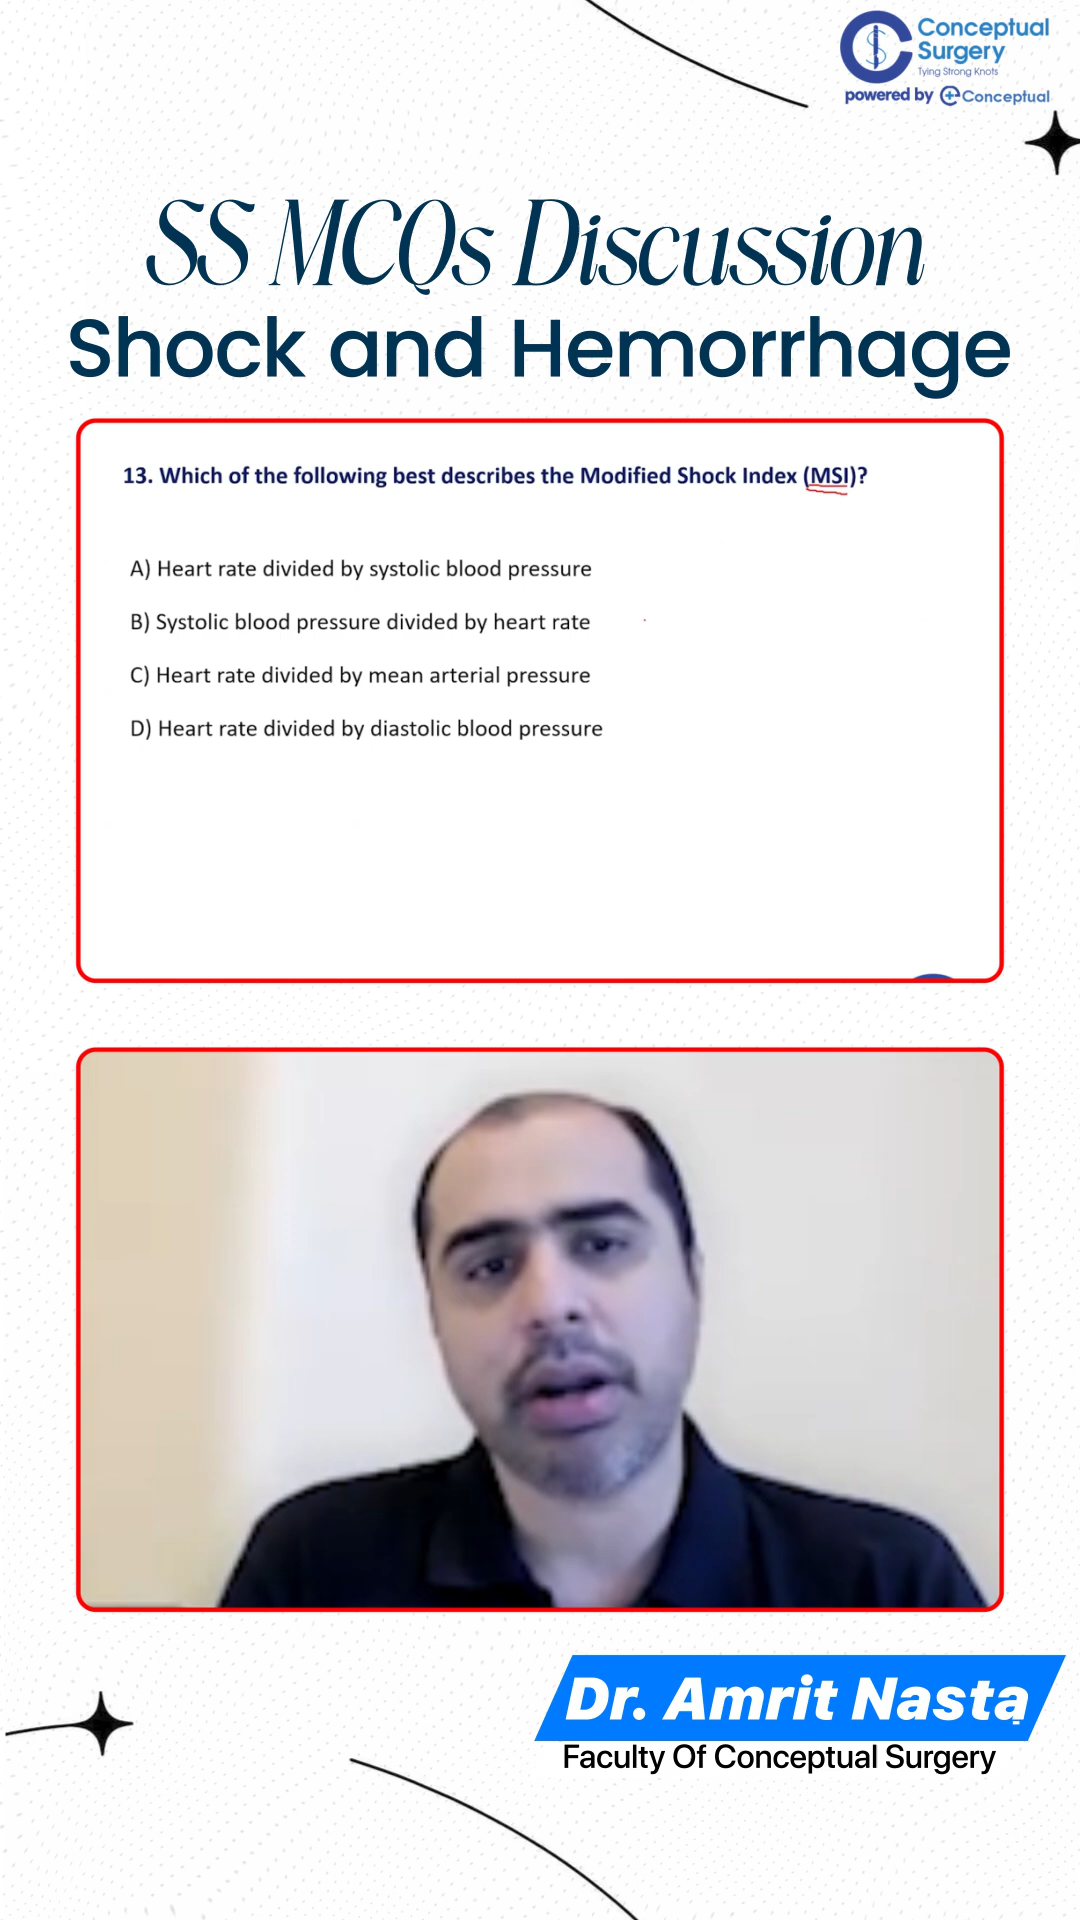 Conceptual
Surgery
Tying Strong Knots
powered by Conceptual
SS MCQs Discussion
Shock and Hemorrhage
13. Which of the following best describes the Modified Shock Index (MSI)?
A) Heart rate divided by systolic blood pressure
B) Systolic blood pressure divided by heart rate
C) Heart rate divided by mean arterial pressure
D) Heart rate divided by diastolic blood pressure
Dr. Amrit Nasta
Faculty Of Conceptual Surgery